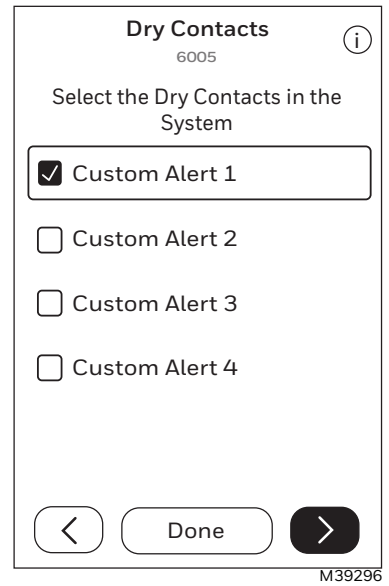 Dry Contacts
6005
Select the Dry Contacts in the
System
Custom Alert 1
Custom Alert 2
Custom Alert 3
Custom Alert 4
Done
M39296